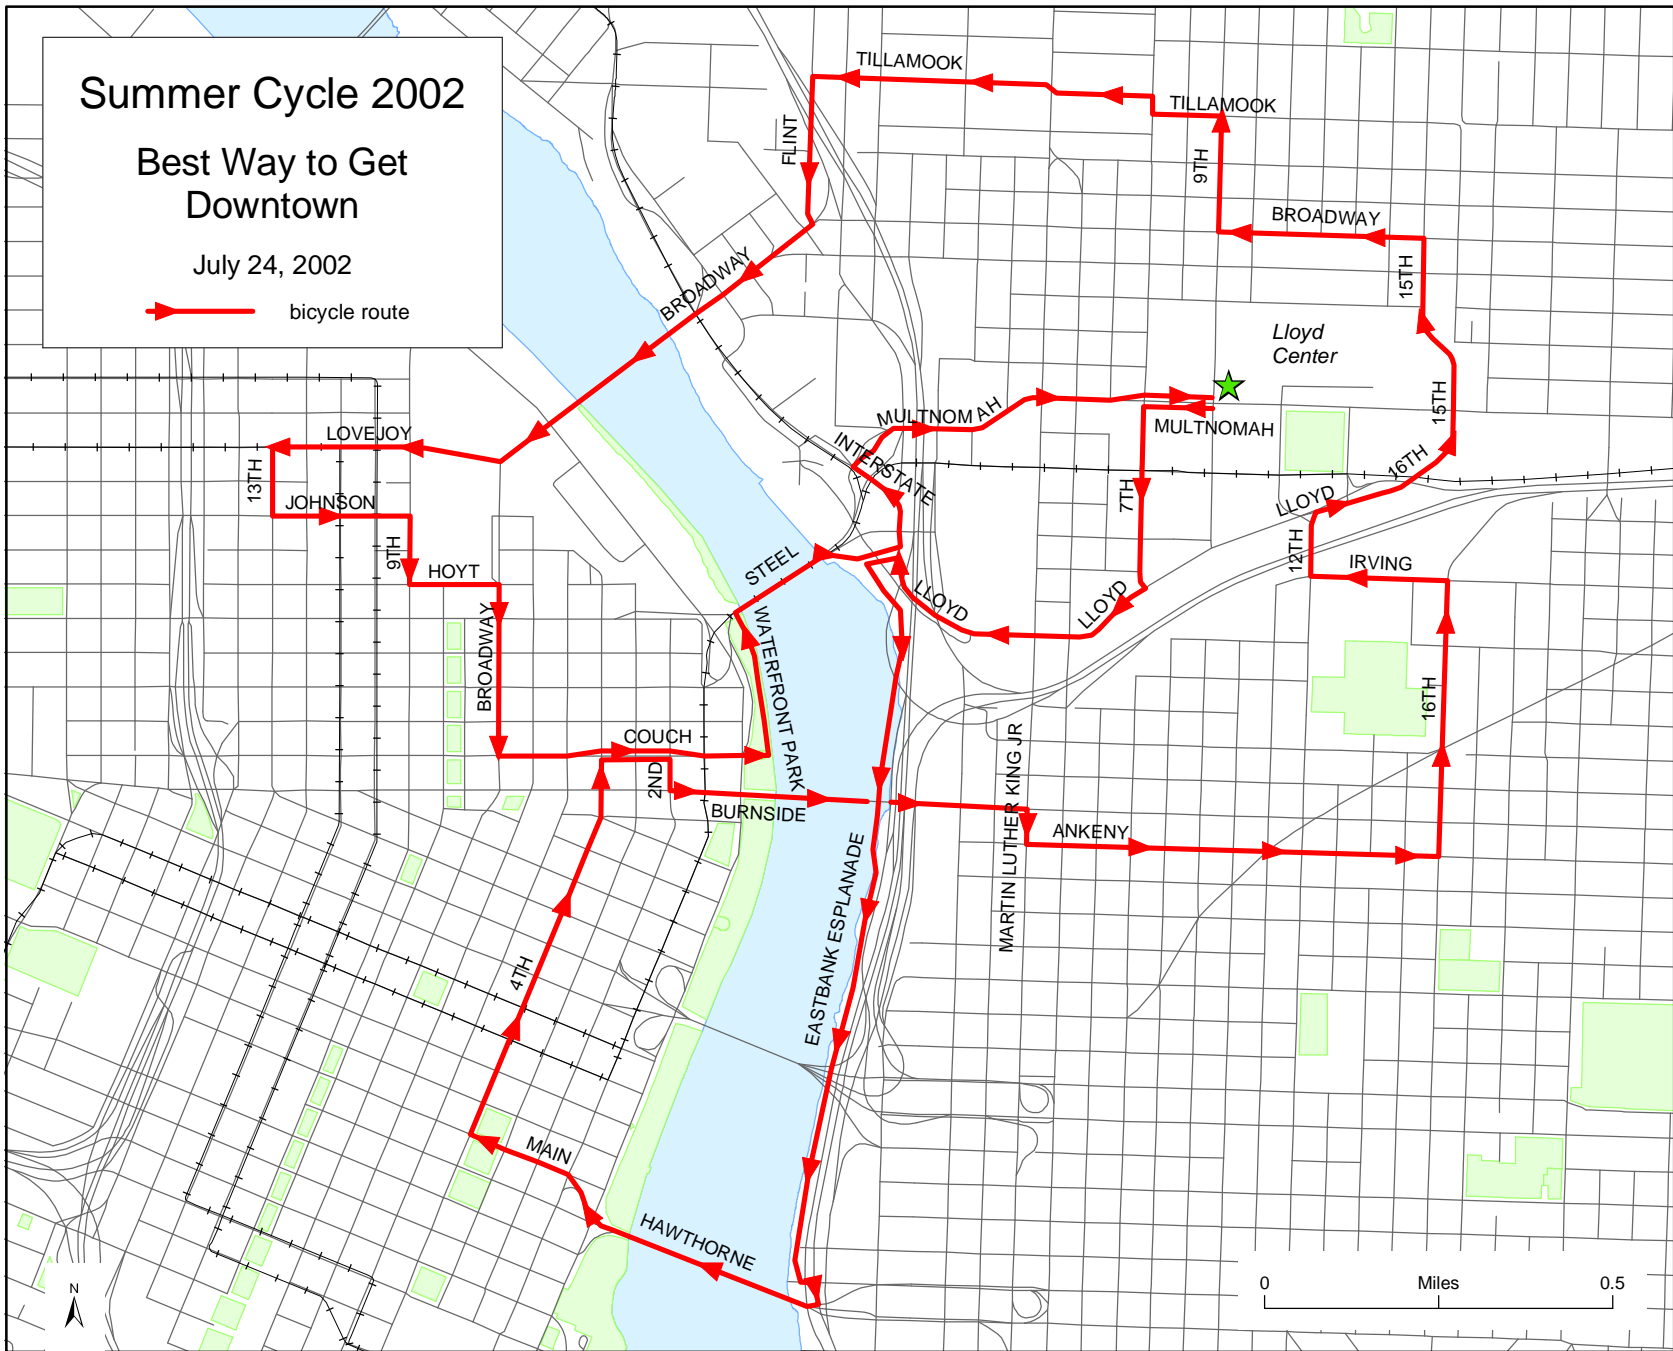 Summer Cycle 2002
Best Way to Get
Downtown
July 24, 2002
bicycle route
TILLAMOOK
TILLAMOOK
FLINT
9TH
BROADWAY
15TH
BROADWAY
Lloyd
Center
MULTNOMAH
MULTNOMAH
15TH
LOVEJOY
INTERSTATE
16TH
13TH
7TH
LLOYD
JOHNSON
9TH
12TH
IRVING
HOYT
STEEL
LLOYD
LLOYD
BROADWAY
WATERFRONT PARK
16TH
COUCH
2ND
BURNSIDE
MARTIN LUTHER KING JR
ANKENY
EASTBANK ESPLANADE
4TH
MAIN
HAWTHORNE
N
0 Miles 0.5